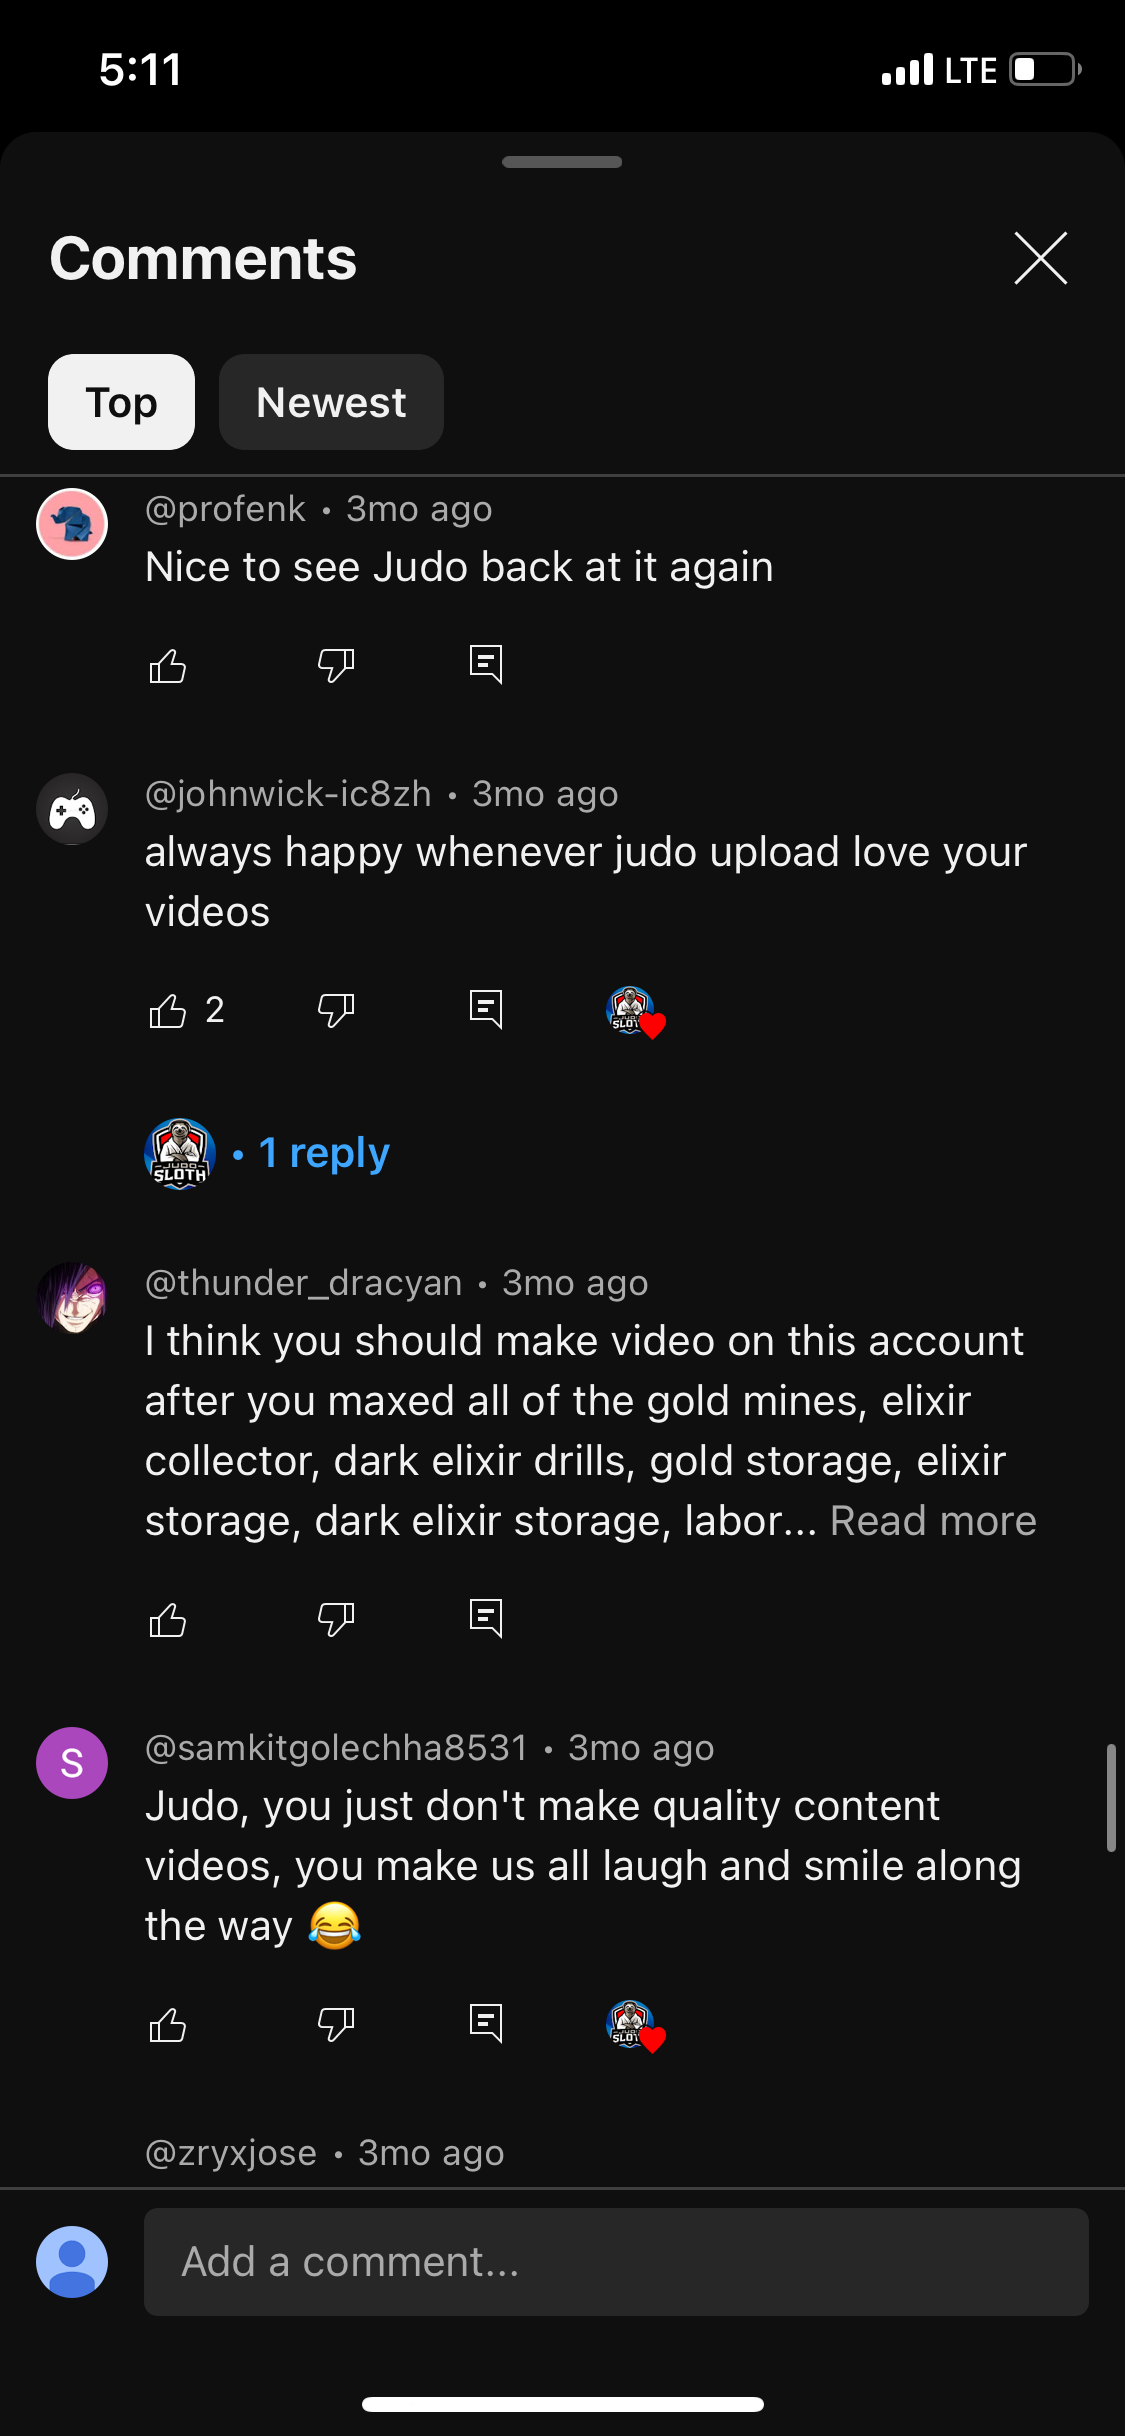 5:11
LTE
Comments
Top
Newest
@profenk • 3mo ago
Nice to see Judo back at it again
@johnwick-ic8zh • 3mo ago
always happy whenever judo upload love your
videos
2
JUDO
SLOTH
• 1 reply
@thunder_dracyan • 3mo ago
I think you should make video on this account
after you maxed all of the gold mines, elixir
collector, dark elixir drills, gold storage, elixir
storage, dark elixir storage, labor... Read more
S
@samkitgolechha8531 • 3mo ago
Judo, you just don't make quality content
videos, you make us all laugh and smile along
the way 😂
@zryxjose • 3mo ago
Add a comment...